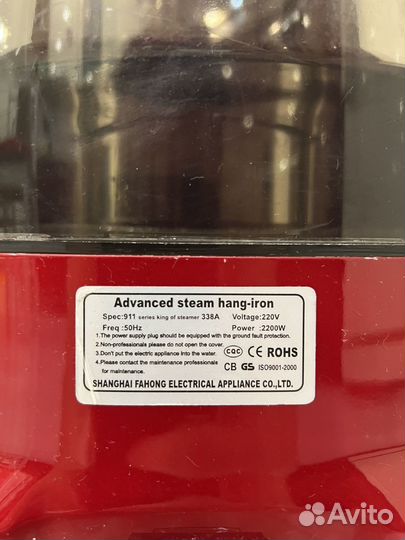 Advanced steam hang-iron
Spec:911 series king of steamer 338A Voltage:220V
Freq :50Hz Power :2200W
1.The power supply plug should be equipped with the ground fault protection.
2.Non-professionals please do not open the cover.
3.Don't put the electric appliance into the water.
4.Please contact the maintenance professionals
for maintenance.
CQC CE ROHS
CB GS ISO9001-2000
SHANGHAI FAHONG ELECTRICAL APPLIANCE CO.,LTD.
Avito